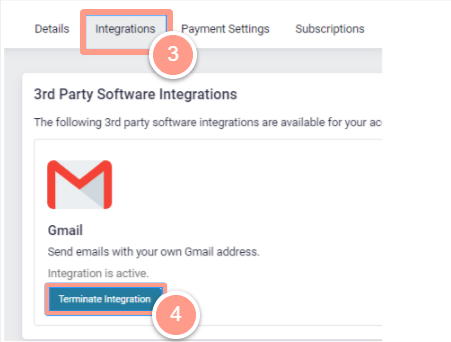 Details Integrations Payment Settings Subscriptions
3
3rd Party Software Integrations
The following 3rd party software integrations are available for your
Gmail
Send emails with your own Gmail address.
Integration is active.
Terminate Integration
4